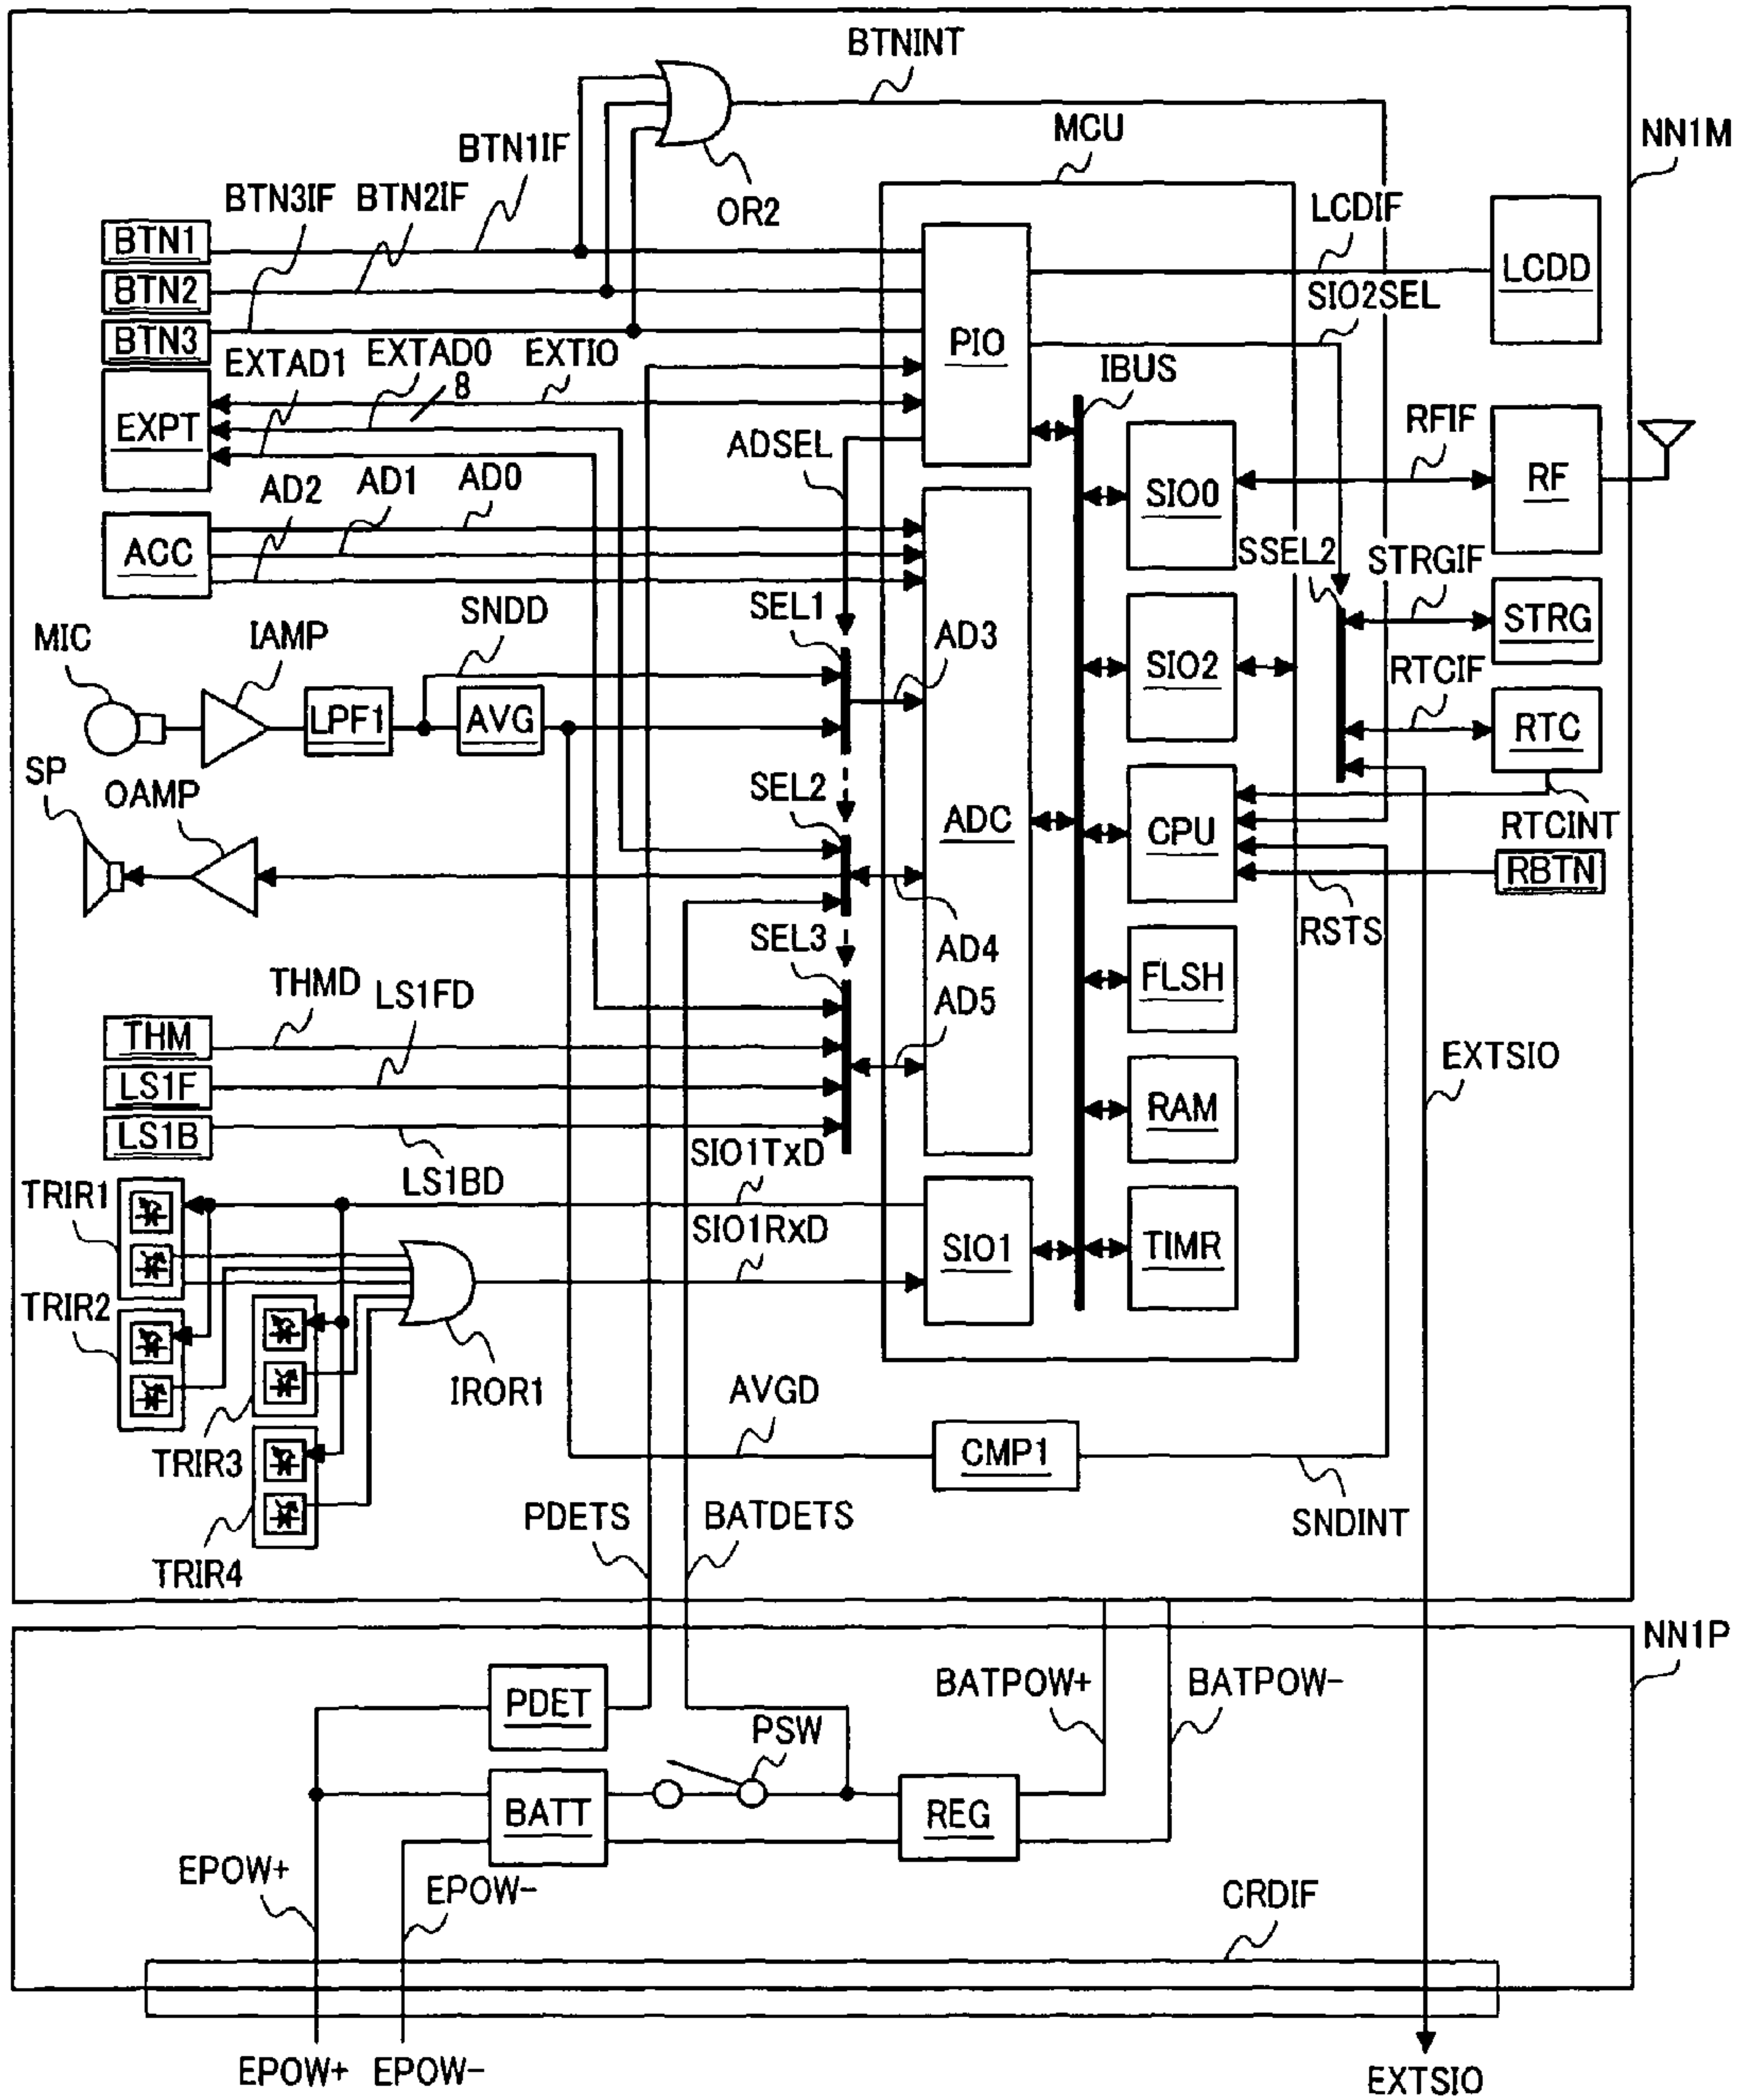 BTNINT
MCU
NN1M
BTN1IF
OR2
LCDIF
BTN3IF
BTN2IF
BTN1
BTN2
BTN3
LCDD
SIO2SEL
PIO
EXTAD1
EXTAD0
8
EXTIO
IBUS
EXPT
ADSEL
RFIF
SIO0
RF
AD2
AD1
AD0
ACC
SSEL2
STRGIF
SNDD
SEL1
AD3
STRG
MIC
IAMP
SIO2
RTCIF
LPF1
AVG
RTC
SP
OAMP
SEL2
ADC
CPU
RTCINT
RBTN
SEL3
AD4
RSTS
THMD
LS1FD
AD5
FLSH
THM
EXTSIO
LS1F
LS1B
RAM
LS1BD
SIO1TxD
TRIR1
SIO1RxD
SIO1
TIMR
TRIR2
IROR1
TRIR3
AVGD
CMP1
TRIR4
PDETS
BATDETS
SNDINT
NN1P
PDET
BATPOW+
BATPOW-
PSW
BATT
REG
EPOW+
EPOW-
CRDIF
EPOW+
EPOW-
EXTSIO